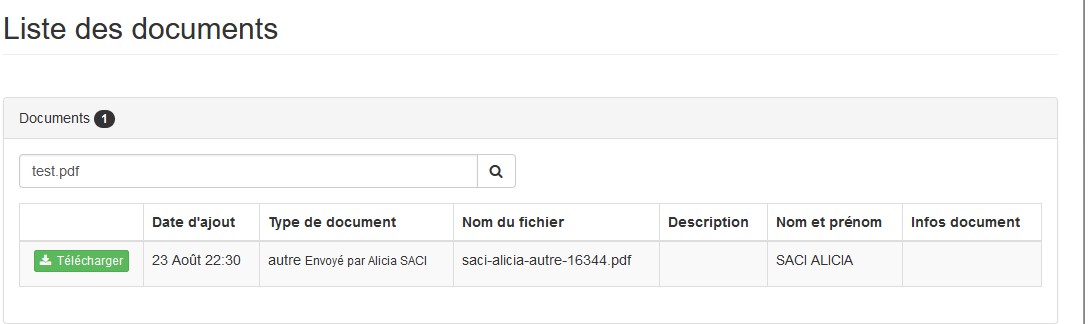 Liste des documents
Documents 1
test.pdf
Date d'ajout Type de document Nom du fichier Description Nom et prénom Infos document
Télécharger 23 Août 22:30 autre Envoyé par Alicia SACI saci-alicia-autre-16344.pdf SACI ALICIA